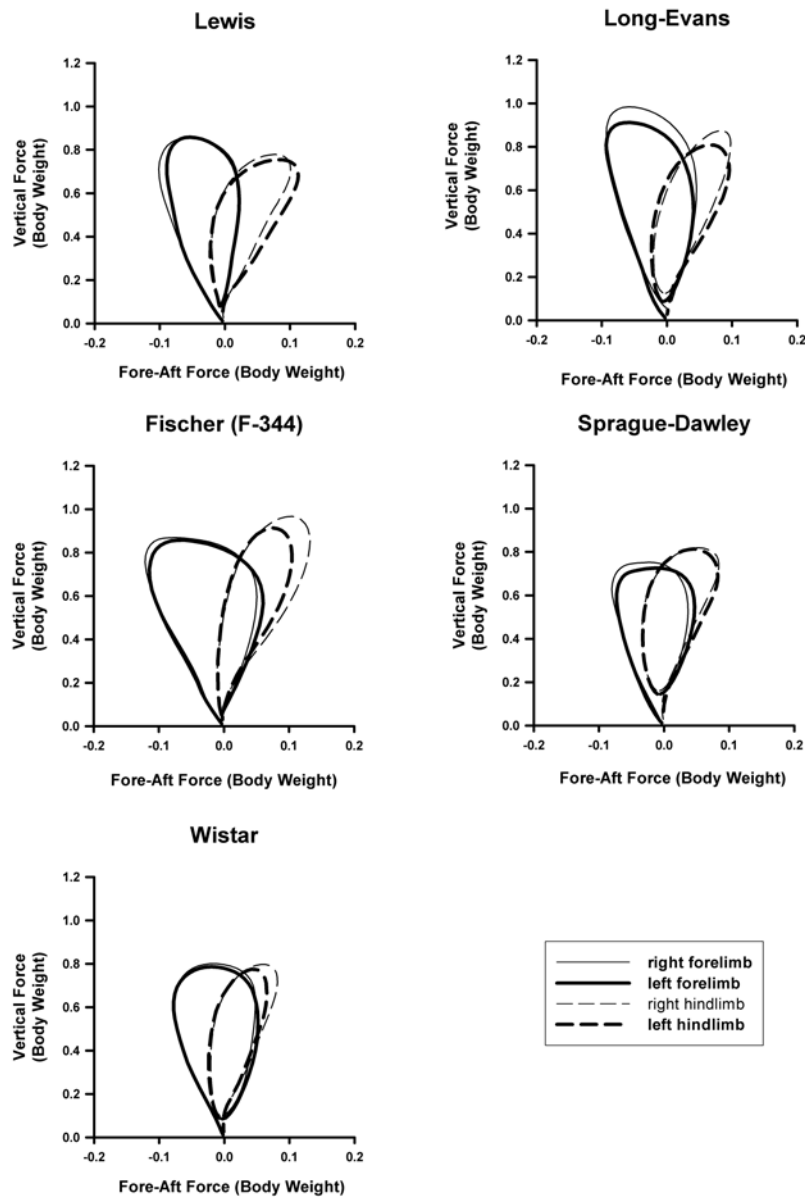 Lewis
1.2
1.0
0.8
0.6
0.4
0.2
0.0
Vertical Force
(Body Weight)
-0.2 -0.1 0.0 0.1 0.2
Fore-Aft Force (Body Weight)
Long-Evans
1.2
1.0
0.8
0.6
0.4
0.2
0.0
Vertical Force
(Body Weight)
-0.2 -0.1 0.0 0.1 0.2
Fore-Aft Force (Body Weight)
Fischer (F-344)
1.2
1.0
0.8
0.6
0.4
0.2
0.0
Vertical Force
(Body Weight)
-0.2 -0.1 0.0 0.1 0.2
Fore-Aft Force (Body Weight)
Sprague-Dawley
1.2
1.0
0.8
0.6
0.4
0.2
0.0
Vertical Force
(Body Weight)
-0.2 -0.1 0.0 0.1 0.2
Fore-Aft Force (Body Weight)
Wistar
1.2
1.0
0.8
0.6
0.4
0.2
0.0
Vertical Force
(Body Weight)
-0.2 -0.1 0.0 0.1 0.2
Fore-Aft Force (Body Weight)
right forelimb
left forelimb
right hindlimb
left hindlimb